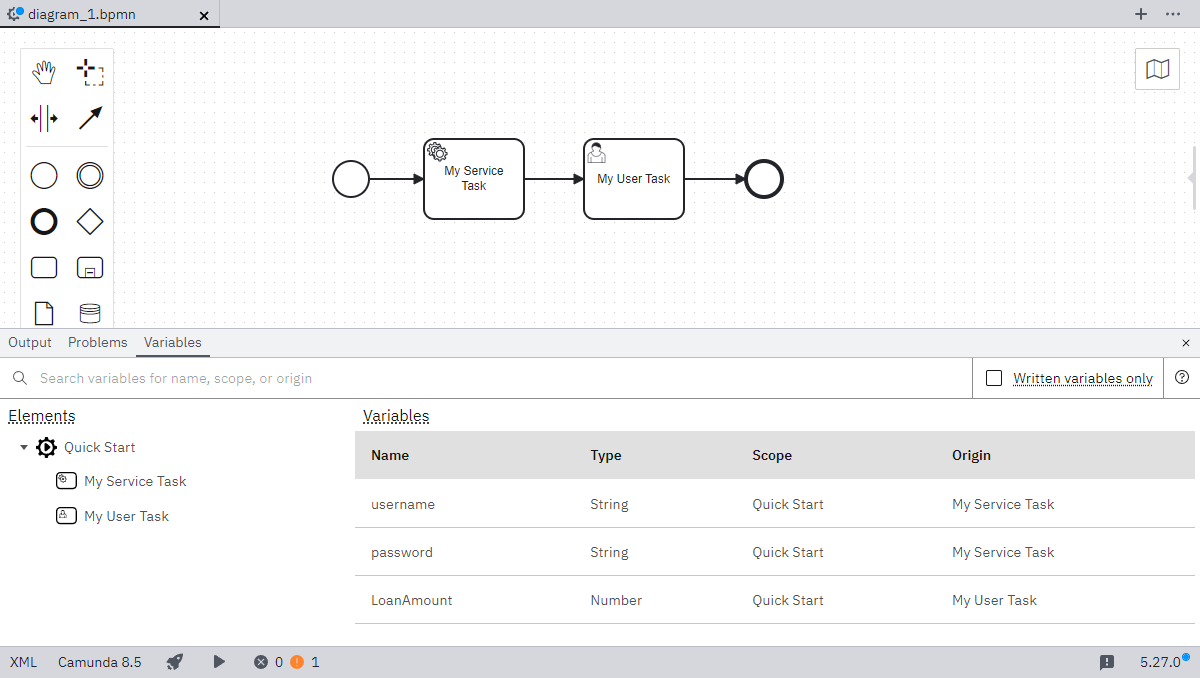 diagram_1.bpmn
My Service
Task
My User Task
Output Problems Variables
Search variables for name, scope, or origin
Written variables only
Elements
Variables
Quick Start
My Service Task
My User Task
Name Type Scope Origin
username String Quick Start My Service Task
password String Quick Start My Service Task
LoanAmount Number Quick Start My User Task
XML Camunda 8.5 0 1 5.27.0